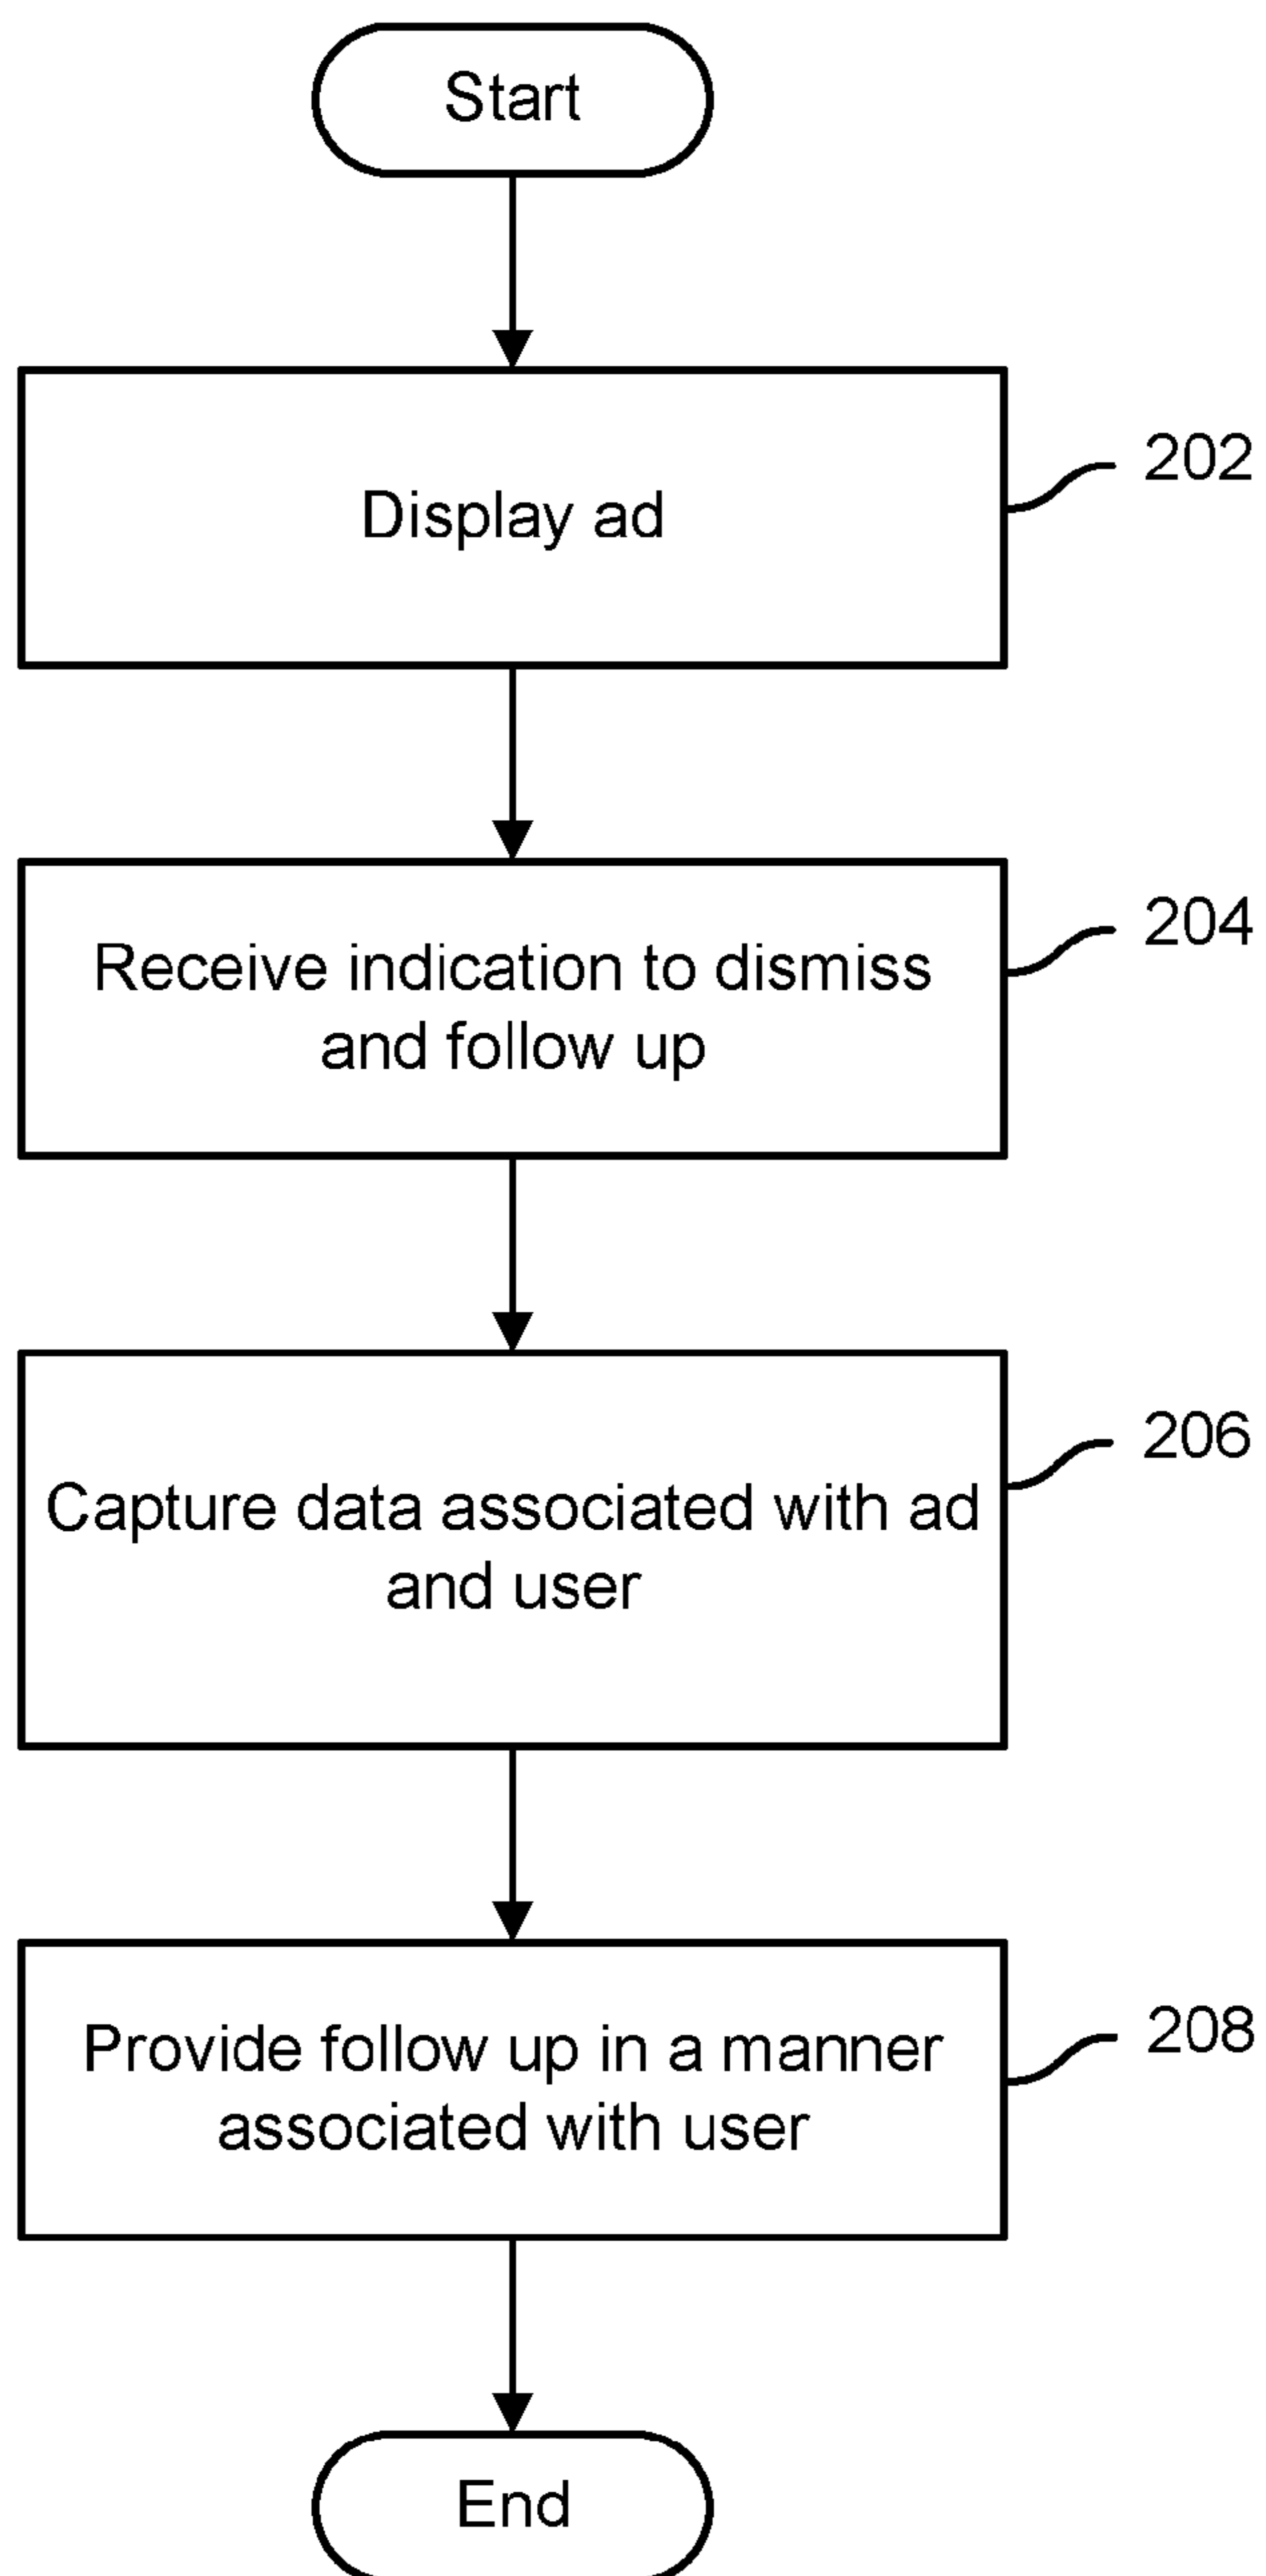 Start
Display ad
202
Receive indication to dismiss
and follow up
204
Capture data associated with ad
and user
206
Provide follow up in a manner
associated with user
208
End